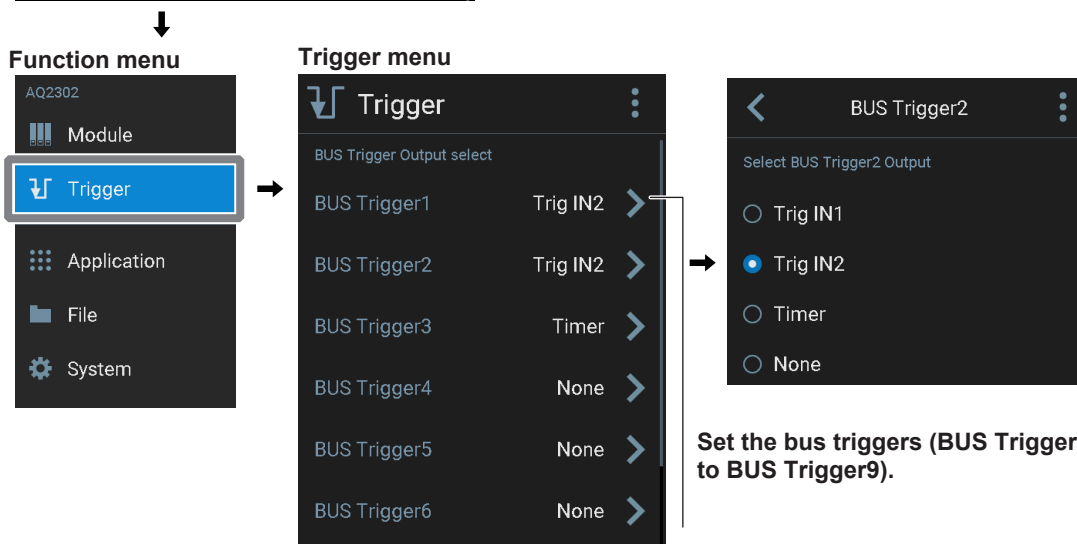 Function menu
AQ2302
Module
Trigger
Application
File
System
Trigger menu
Trigger
BUS Trigger Output select
BUS Trigger1 Trig IN2
BUS Trigger2 Trig IN2
BUS Trigger3 Timer
BUS Trigger4 None
BUS Trigger5 None
BUS Trigger6 None
BUS Trigger2
Select BUS Trigger2 Output
Trig IN1
Trig IN2
Timer
None
Set the bus triggers (BUS Trigger
to BUS Trigger9).